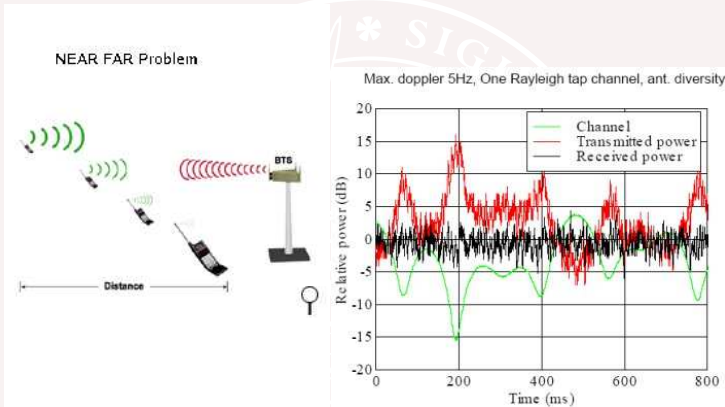 NEAR FAR Problem
BTS
Distance
Max. doppler 5Hz, One Rayleigh tap channel, ant. diversity
Channel
Transmitted power
Received power
Relative power (dB)
20
15
10
5
0
-5
-10
-15
-20
0
200
400
600
800
Time (ms)